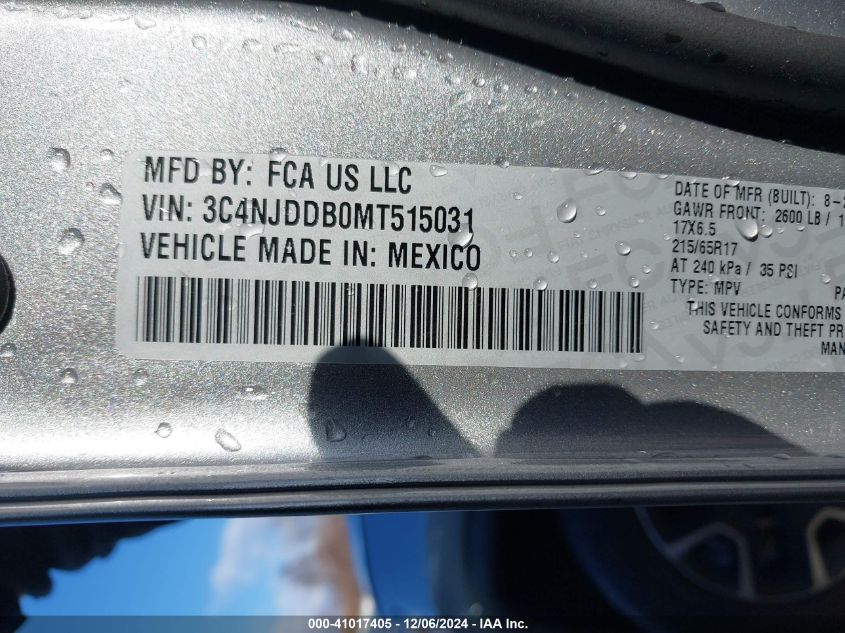 MFD BY: FCA US LLC
VIN: 3C4NJDDB0MT515031
VEHICLE MADE IN: MEXICO
DATE OF MFR (BUILT): 8-
GAWR FRONT: 2600 LB /
17X6.5
215/65R17
AT 240 kPa / 35 PSI
TYPE: MPV
THIS VEHICLE CONFORMS
SAFETY AND THEFT
000-41017405 - 12/06/2024 - IAA Inc.